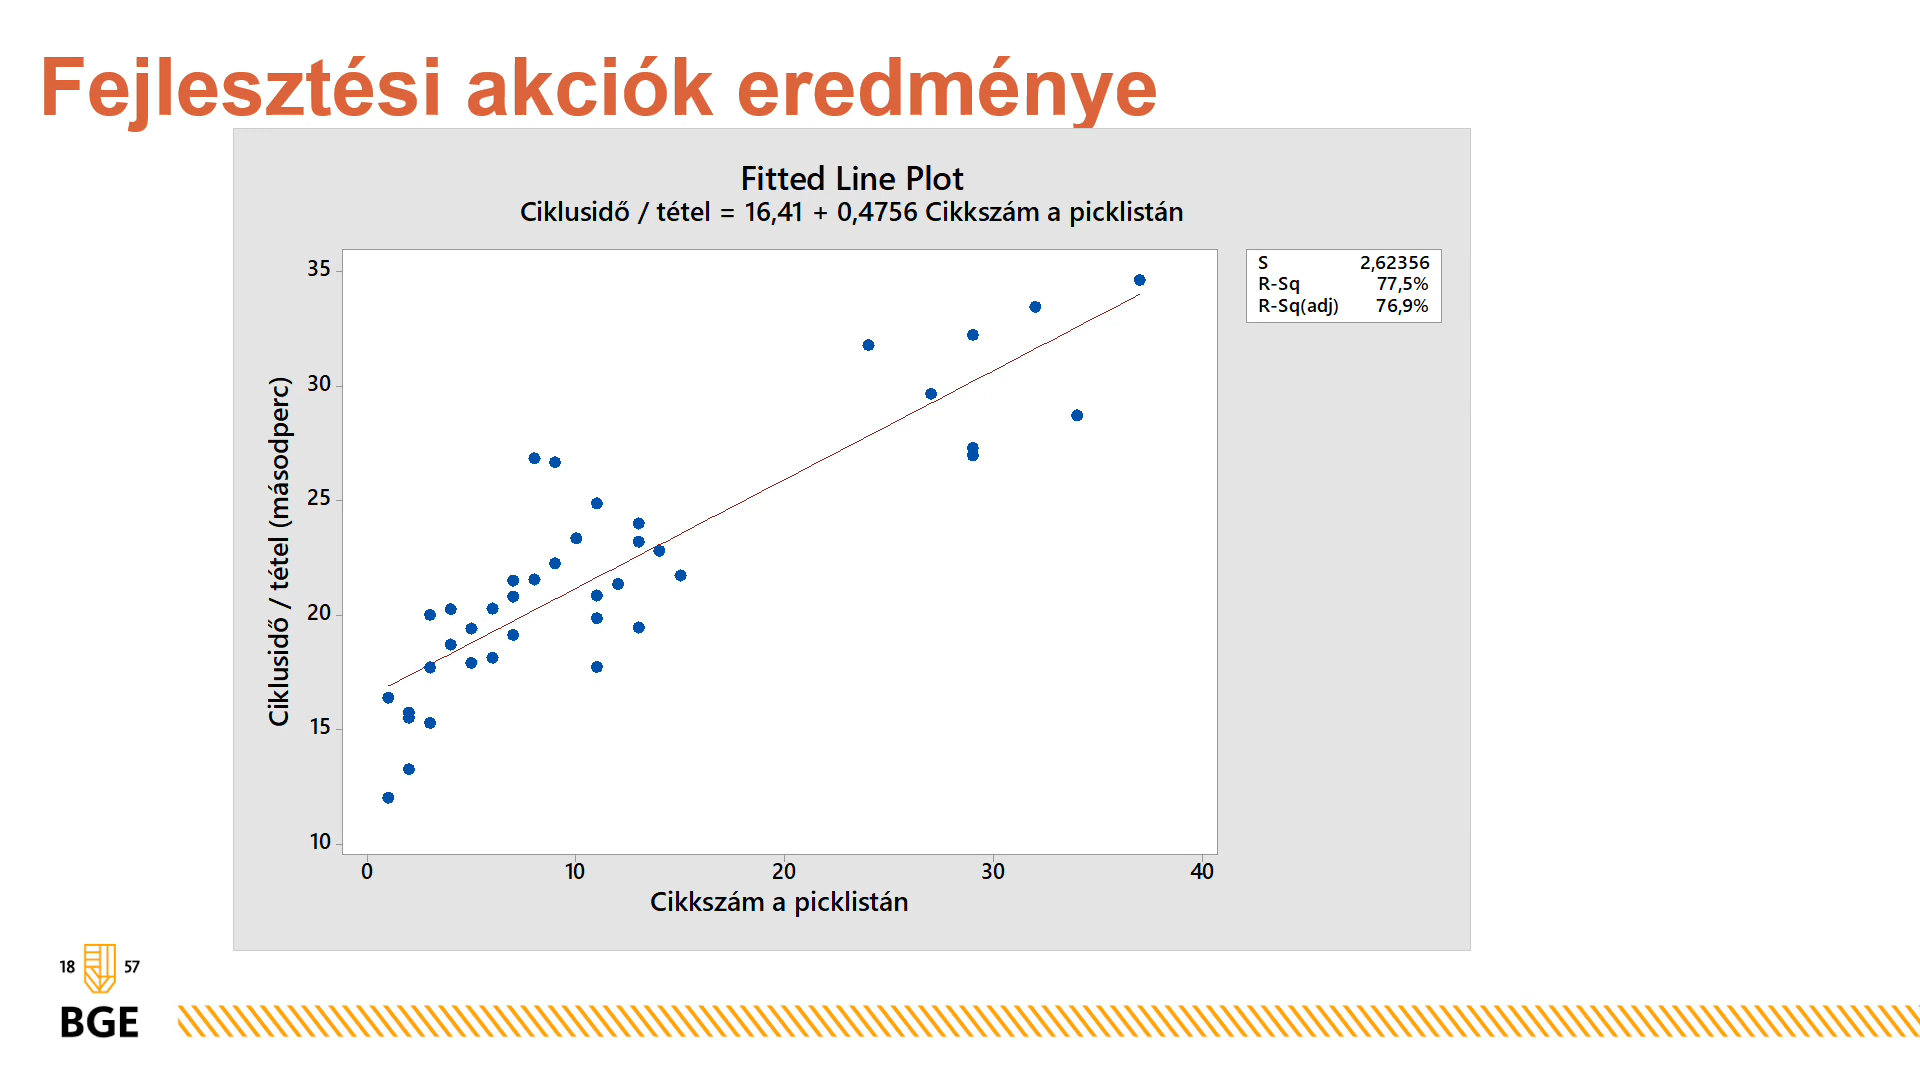 Fejlesztési akciók eredménye
Fitted Line Plot
Ciklusidő / tétel = 16,41 + 0,4756 Cikkszám a picklistán
S 2,62356
R-Sq 77,5%
R-Sq(adj) 76,9%
Ciklusidő / tétel (másodperc)
35
30
25
20
15
10
0 10 20 30 40
Cikkszám a picklistán
18 57
BGE